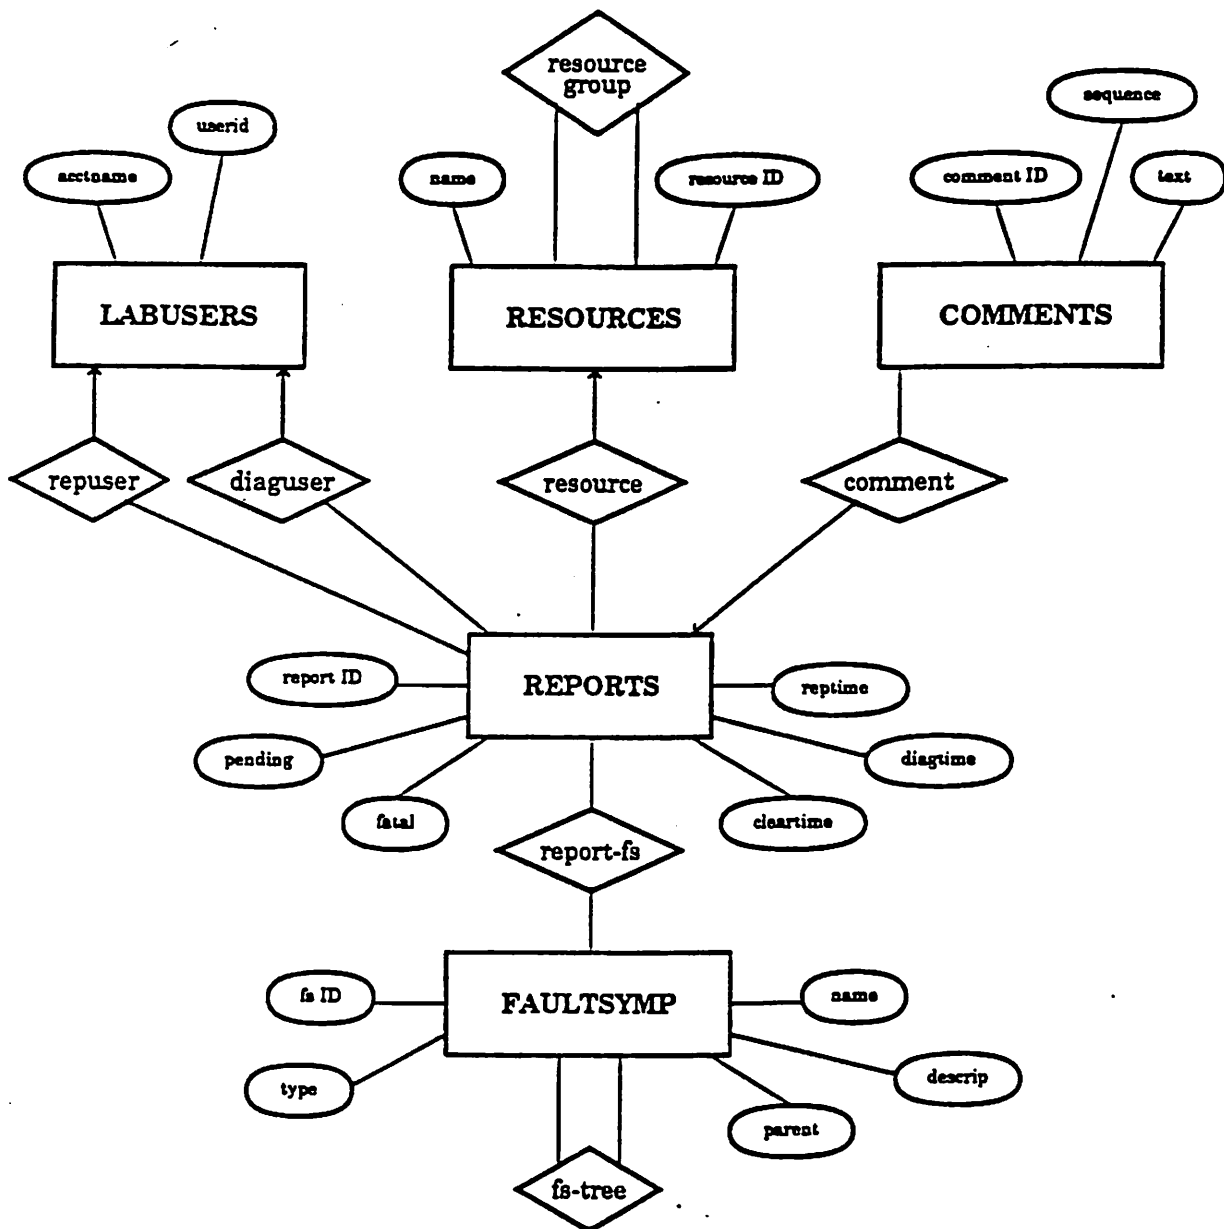 resource
group
sequence
userid
acctname
name
resource ID
comment ID
text
LABUSERS
RESOURCES
COMMENTS
repuser
diaguser
resource
comment
report ID
REPORTS
reptime
pending
diagtime
fatal
cleartime
report-fs
fs ID
FAULTSYMP
name
type
descrip
parent
fs-tree